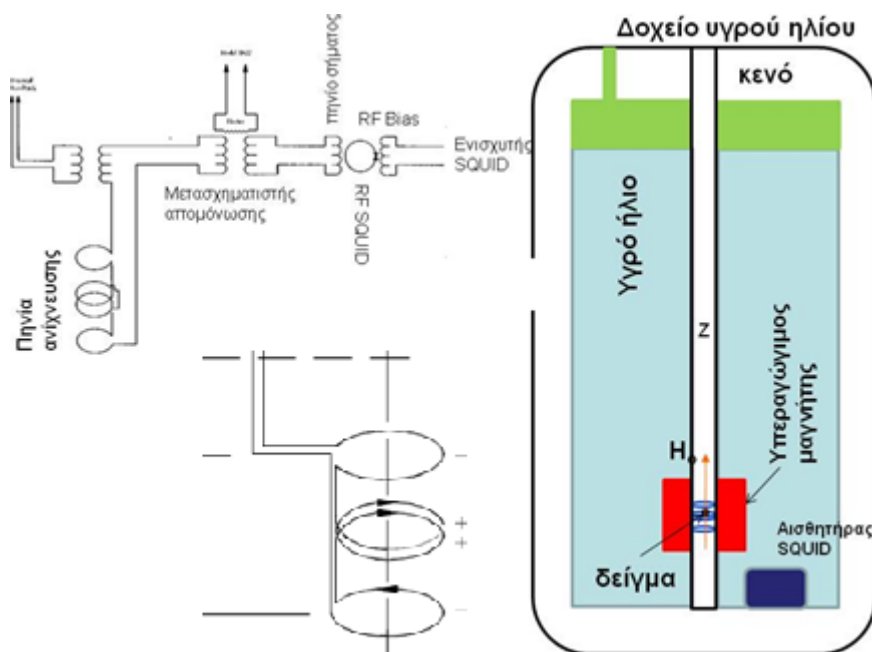 πηνίο σήματος
RF Bias
Ενισχυτής
SQUID
Μετασχηματιστής
απομόνωσης
RF SQUID
Πηνία
ανίχνευσης
−
+
+
−
Δοχείο υγρού ηλίου
κενό
Υγρό ήλιο
z
Υπεραγώγιμος
μαγνήτης
H
Αισθητήρας
SQUID
δείγμα